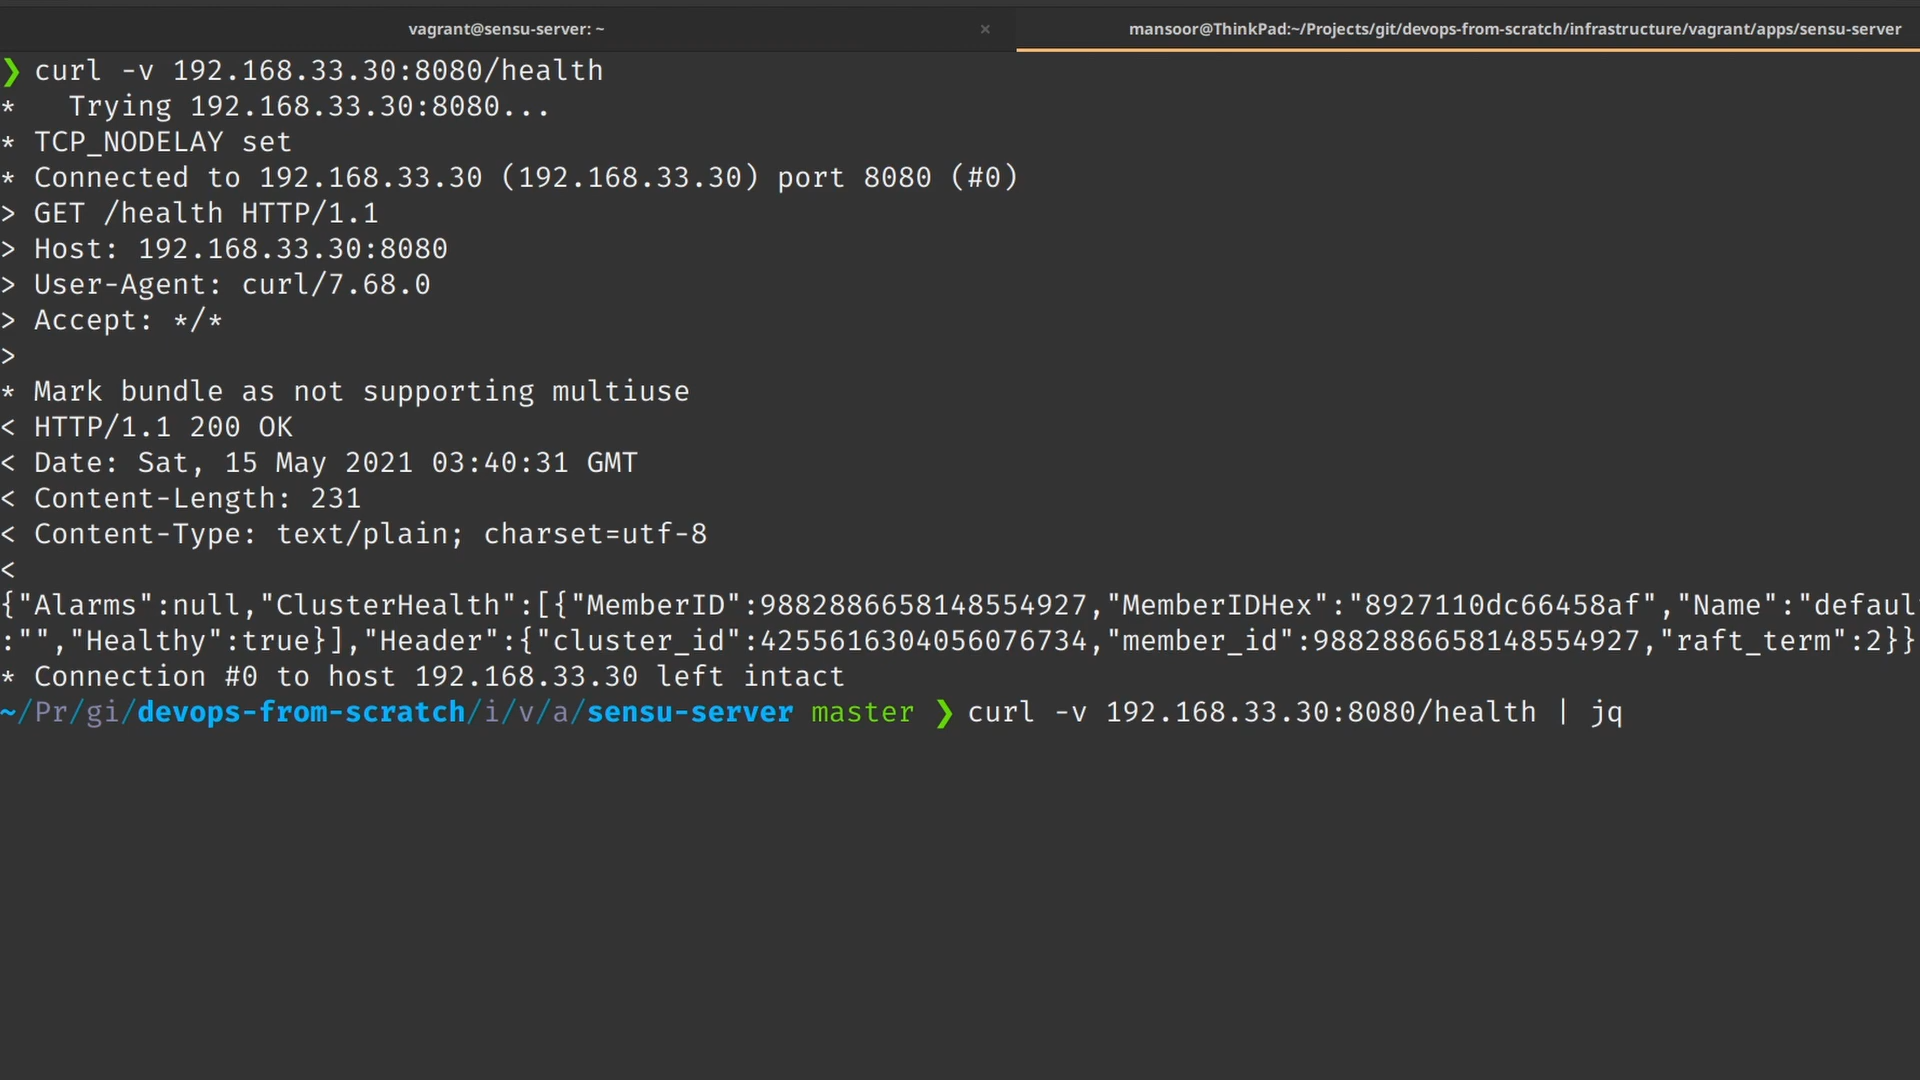 vagrant@sensu-server: ~ ×
mansoor@ThinkPad:~/Projects/git/devops-from-scratch/infrastructure/vagrant/apps/sensu-server
❯ curl -v 192.168.33.30:8080/health
*   Trying 192.168.33.30:8080...
* TCP_NODELAY set
* Connected to 192.168.33.30 (192.168.33.30) port 8080 (#0)
> GET /health HTTP/1.1
> Host: 192.168.33.30:8080
> User-Agent: curl/7.68.0
> Accept: */*
>
* Mark bundle as not supporting multiuse
< HTTP/1.1 200 OK
< Date: Sat, 15 May 2021 03:40:31 GMT
< Content-Length: 231
< Content-Type: text/plain; charset=utf-8
<
{"Alarms":null,"ClusterHealth":[{"MemberID":9882886658148554927,"MemberIDHex":"8927110dc66458af","Name":"defaul
:"","Healthy":true}],"Header":{"cluster_id":4255616304056076734,"member_id":9882886658148554927,"raft_term":2}}
* Connection #0 to host 192.168.33.30 left intact
~/Pr/gi/devops-from-scratch/i/v/a/sensu-server master ❯ curl -v 192.168.33.30:8080/health | jq